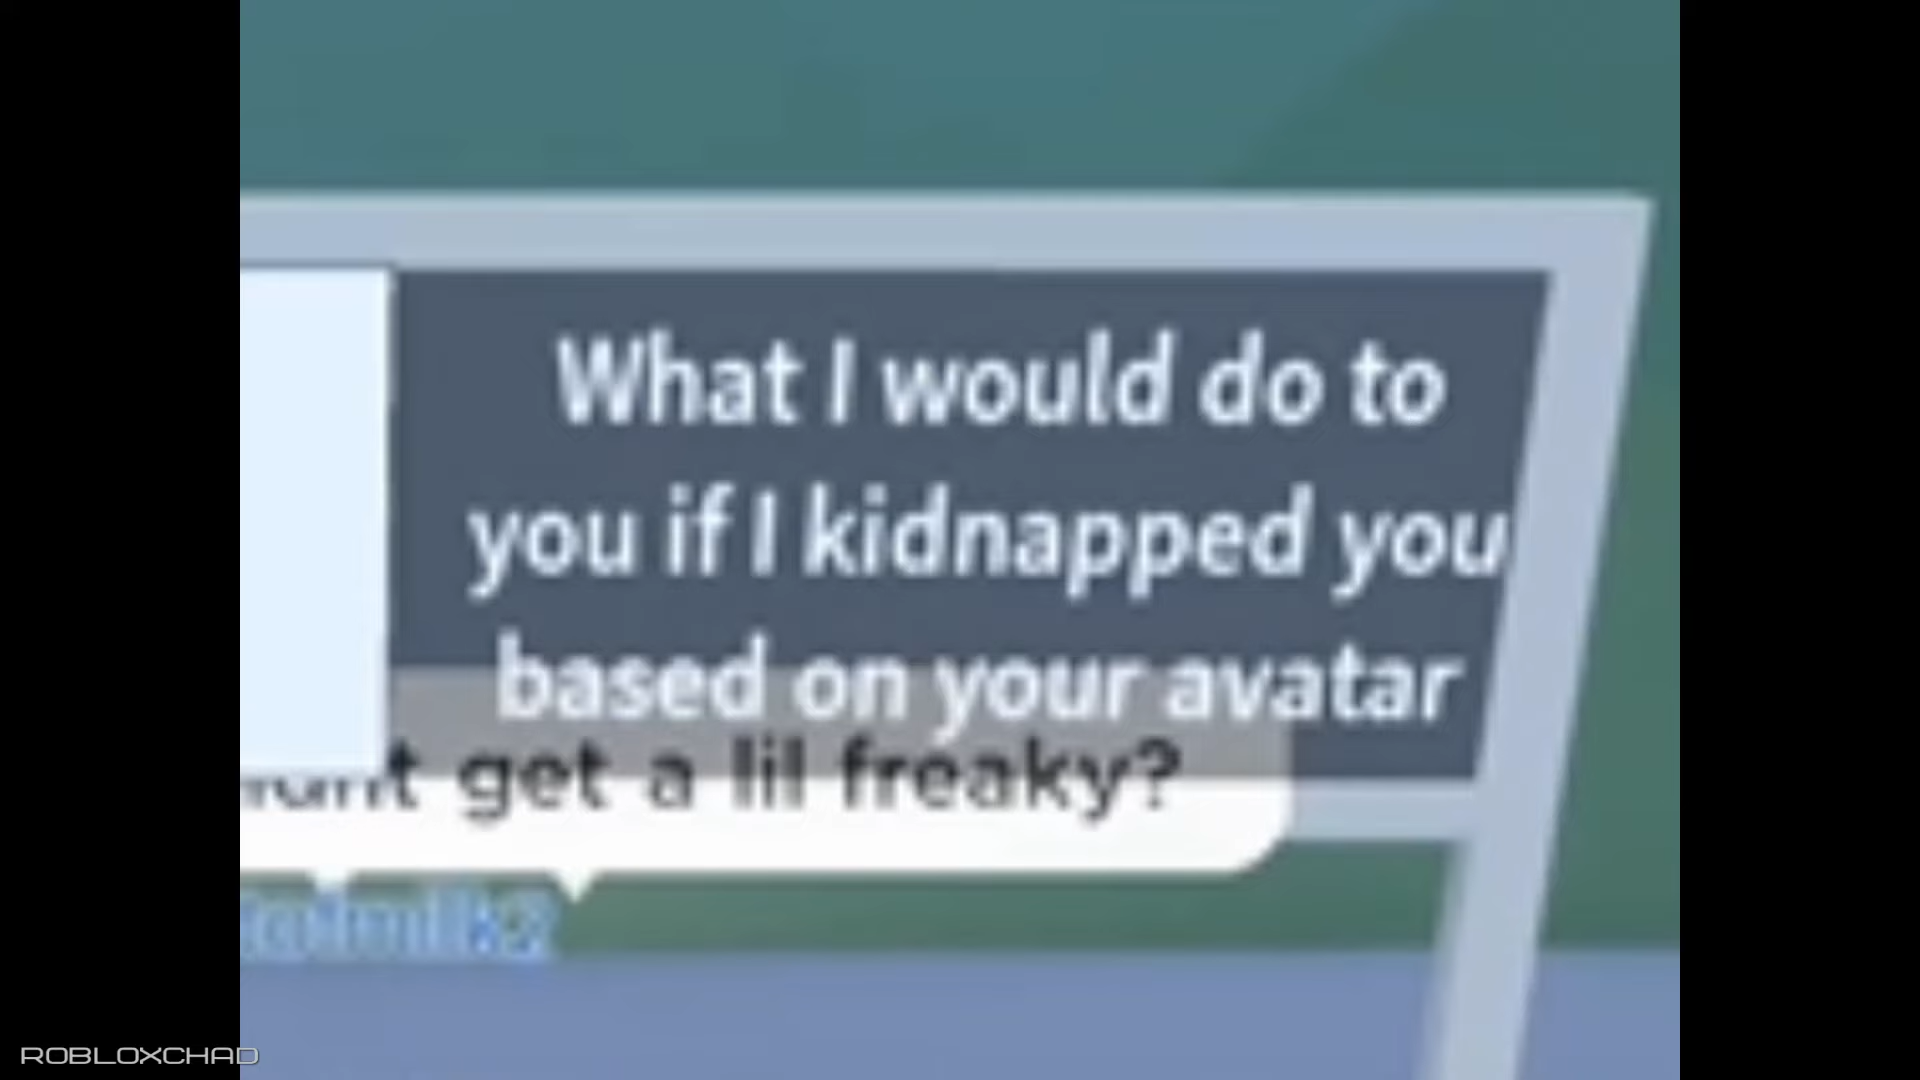 What I would do to
you if I kidnapped you
based on your avatar
get a lil freaky?
ROBLOXCHAD